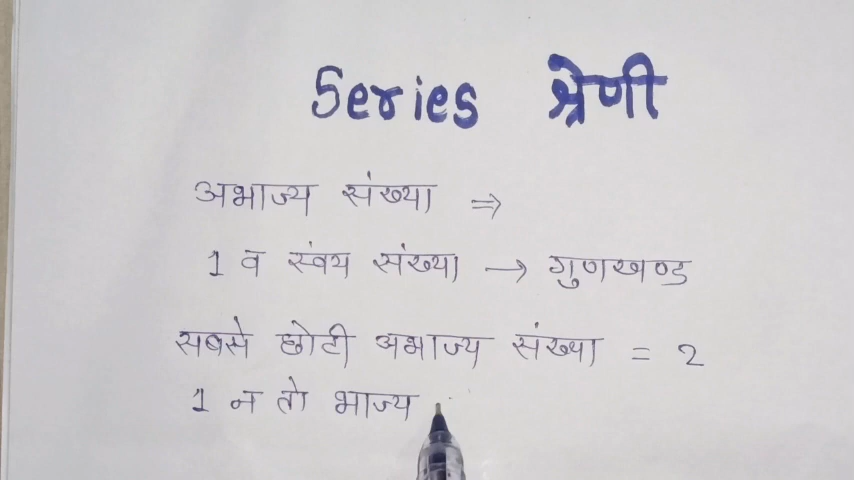 Series श्रेणी
अभाज्य संख्या ⇒
1 व स्वंय संख्या → गुणखण्ड
सबसे छोटी अभाज्य संख्या = 2
1 न तो भाज्य